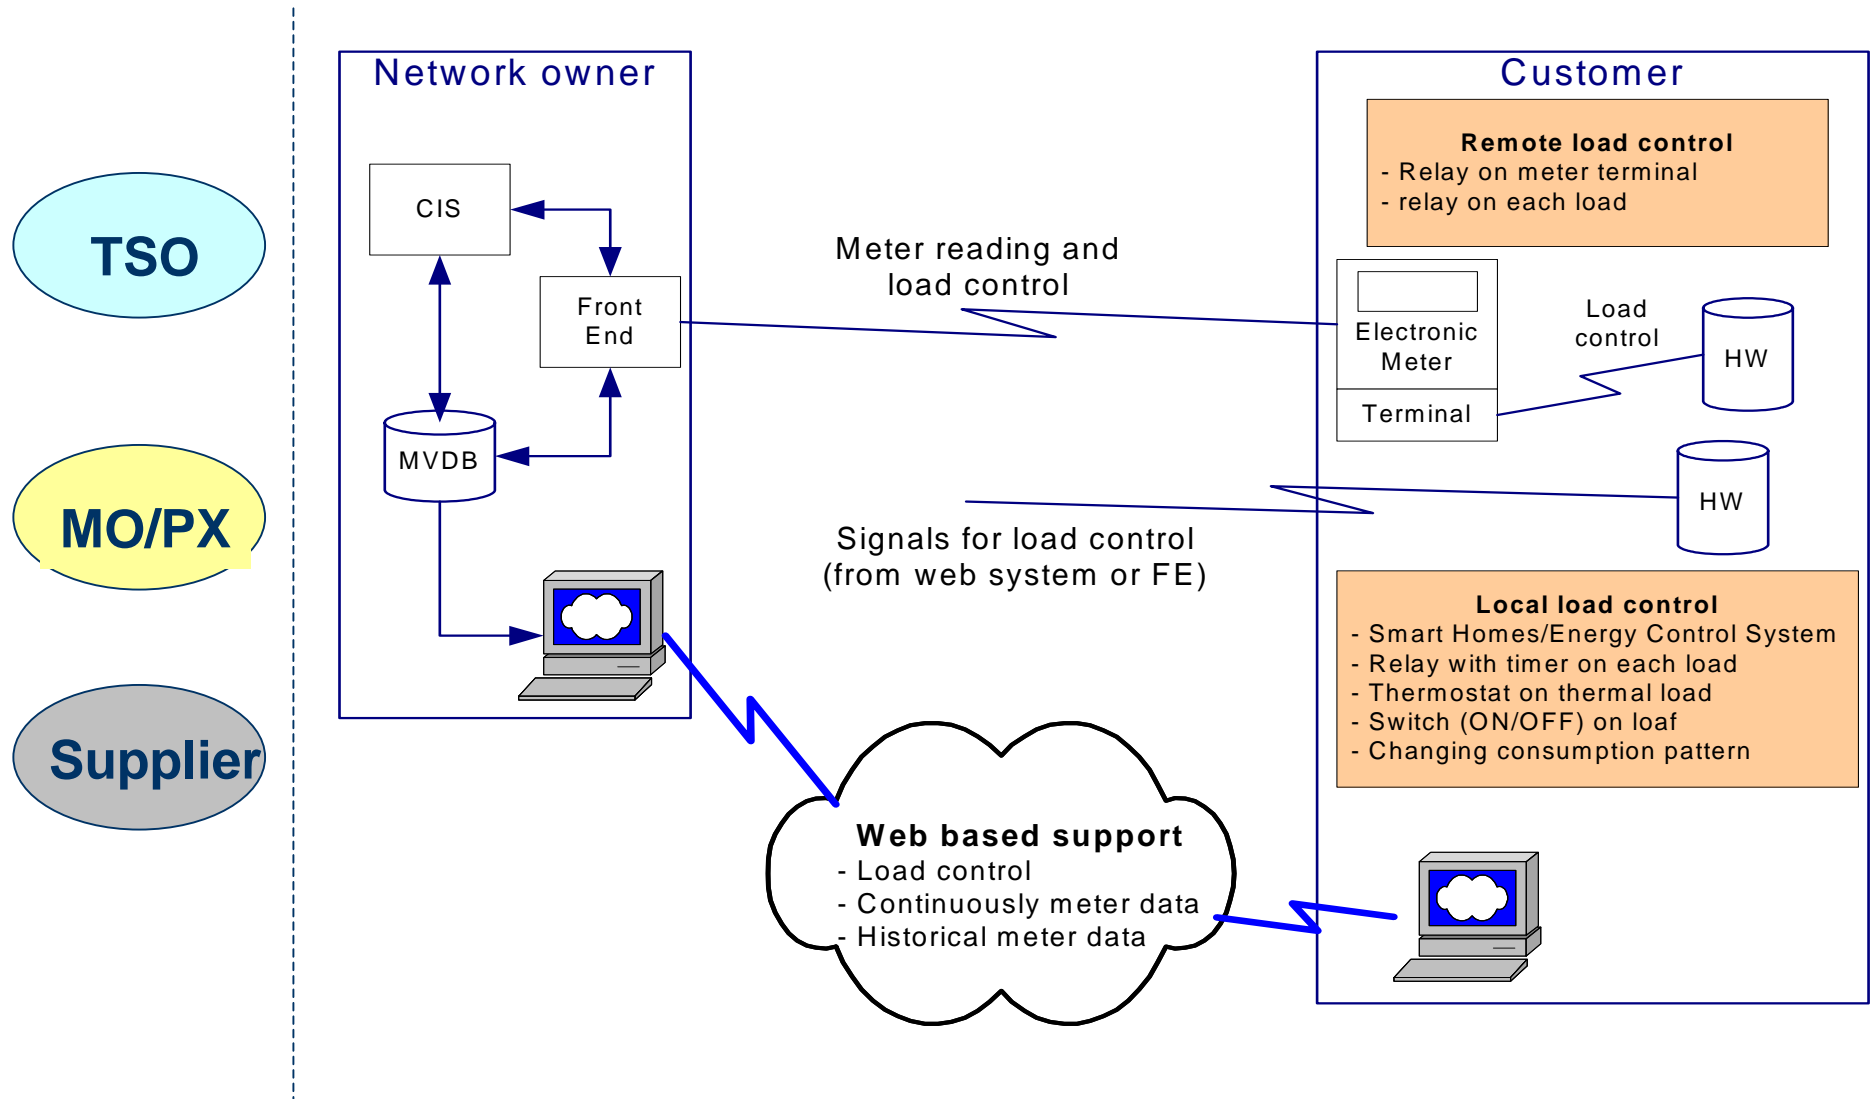 TSO
MO/PX
Supplier
Network owner
CIS
Front
End
MVDB
Meter reading and
load control
Signals for load control
(from web system or FE)
Web based support
- Load control
- Continuously meter data
- Historical meter data
Customer
Remote load control
- Relay on meter terminal
- relay on each load
Electronic
Meter
Terminal
Load
control
HW
HW
Local load control
- Smart Homes/Energy Control System
- Relay with timer on each load
- Thermostat on thermal load
- Switch (ON/OFF) on loaf
- Changing consumption pattern